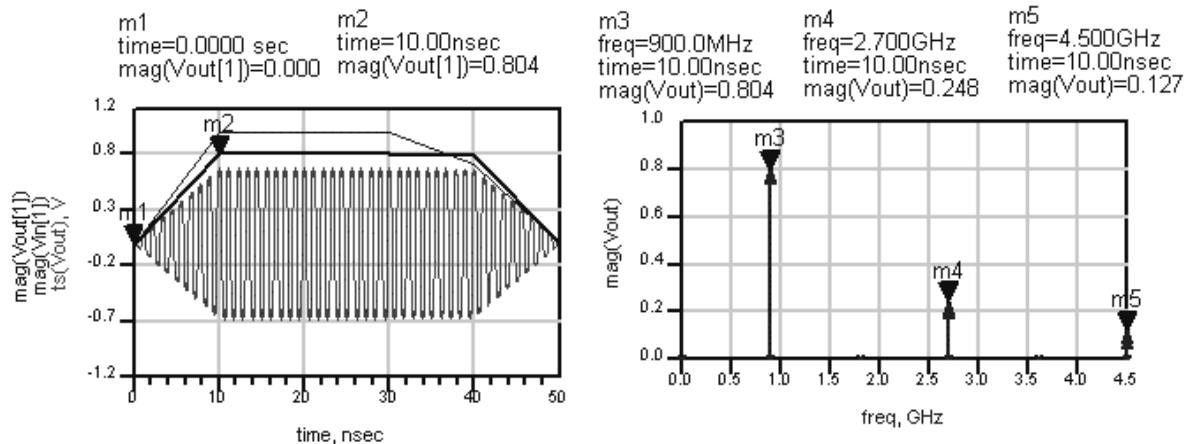 m1
time=0.0000 sec
mag(Vout[1])=0.000
m2
time=10.00nsec
mag(Vout[1])=0.804
mag(Vout[1])
mag(Vin[1])
ts(Vout), V
1.2
0.8
0.3
-0.2
-0.7
-1.2
m1
m2
0
10
20
30
40
50
time, nsec
m3
freq=900.0MHz
time=10.00nsec
mag(Vout)=0.804
m4
freq=2.700GHz
time=10.00nsec
mag(Vout)=0.248
m5
freq=4.500GHz
time=10.00nsec
mag(Vout)=0.127
mag(Vout)
1.0
0.8
0.6
0.4
0.2
0.0
m3
m4
m5
0.0
0.5
1.0
1.5
2.0
2.5
3.0
3.5
4.0
4.5
freq, GHz